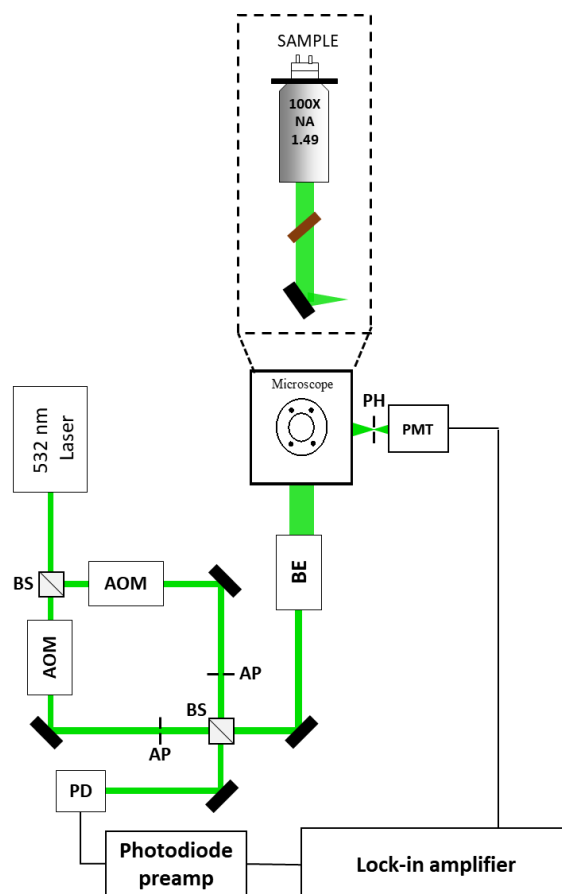 SAMPLE
100X
NA
1.49
Microscope
PH
PMT
532 nm
Laser
BS
AOM
BE
AOM
AP
BS
AP
PD
Photodiode
preamp
Lock-in amplifier